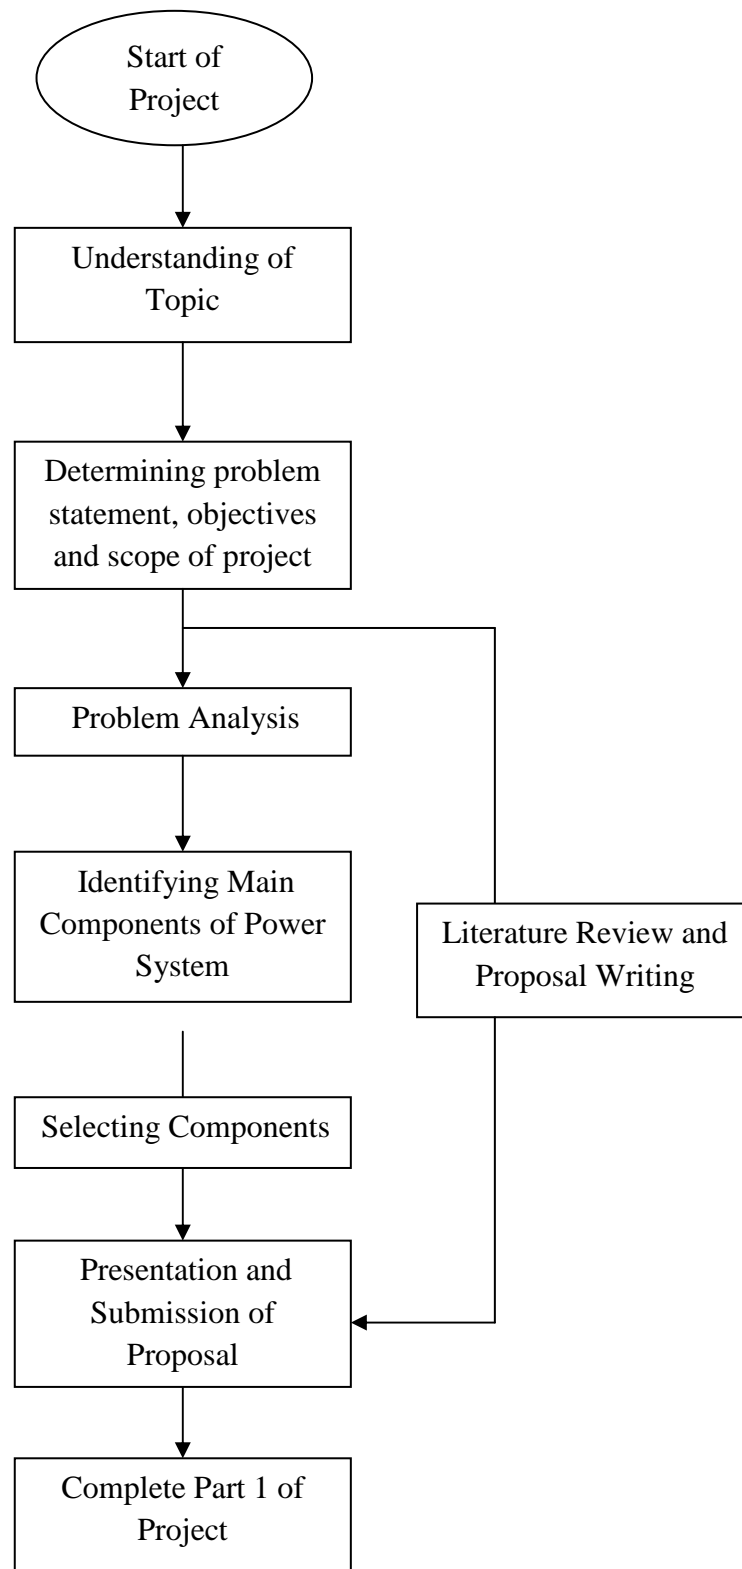 Start of
Project
Understanding of
Topic
Determining problem
statement, objectives
and scope of project
Problem Analysis
Identifying Main
Components of Power
System
Literature Review and
Proposal Writing
Selecting Components
Presentation and
Submission of
Proposal
Complete Part 1 of
Project